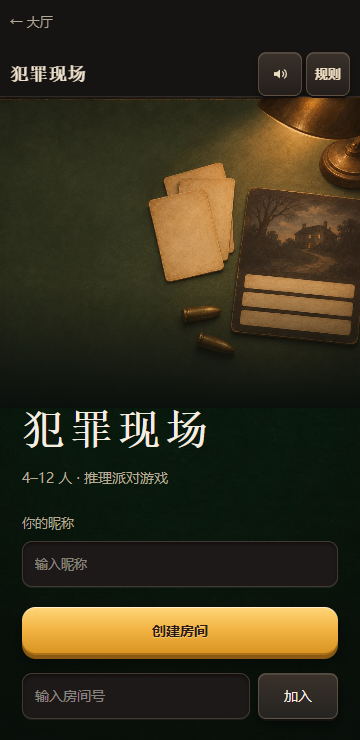 ← 大厅
犯罪现场
规则
犯罪现场
4–12 人 · 推理派对游戏
你的昵称
输入昵称
创建房间
输入房间号
加入